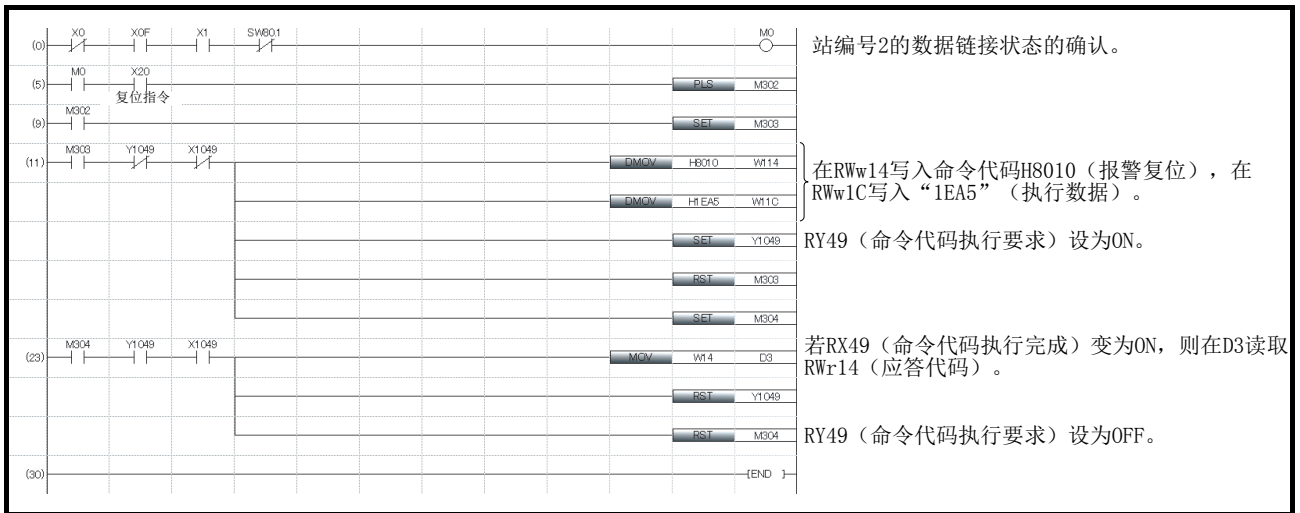 X0 X0F X1 SW80.1 M0
(0)
站编号2的数据链接状态的确认。
M0 X20
(5) PLS M302
复位指令
M302
(9) SET M303
M303 Y1049 X1049
(11) DMOV H8010 W114
DMOV H1EA5 W11C
在RWw14写入命令代码H8010（报警复位），在
RWw1C写入“1EA5”（执行数据）。
SET Y1049
RY49（命令代码执行要求）设为ON。
RST M303
SET M304
M304 Y1049 X1049
(23) MOV W14 D3
若RX49（命令代码执行完成）变为ON，则在D3读取
RWr14（应答代码）。
RST Y1049
RST M304
RY49（命令代码执行要求）设为OFF。
(30) [END ]